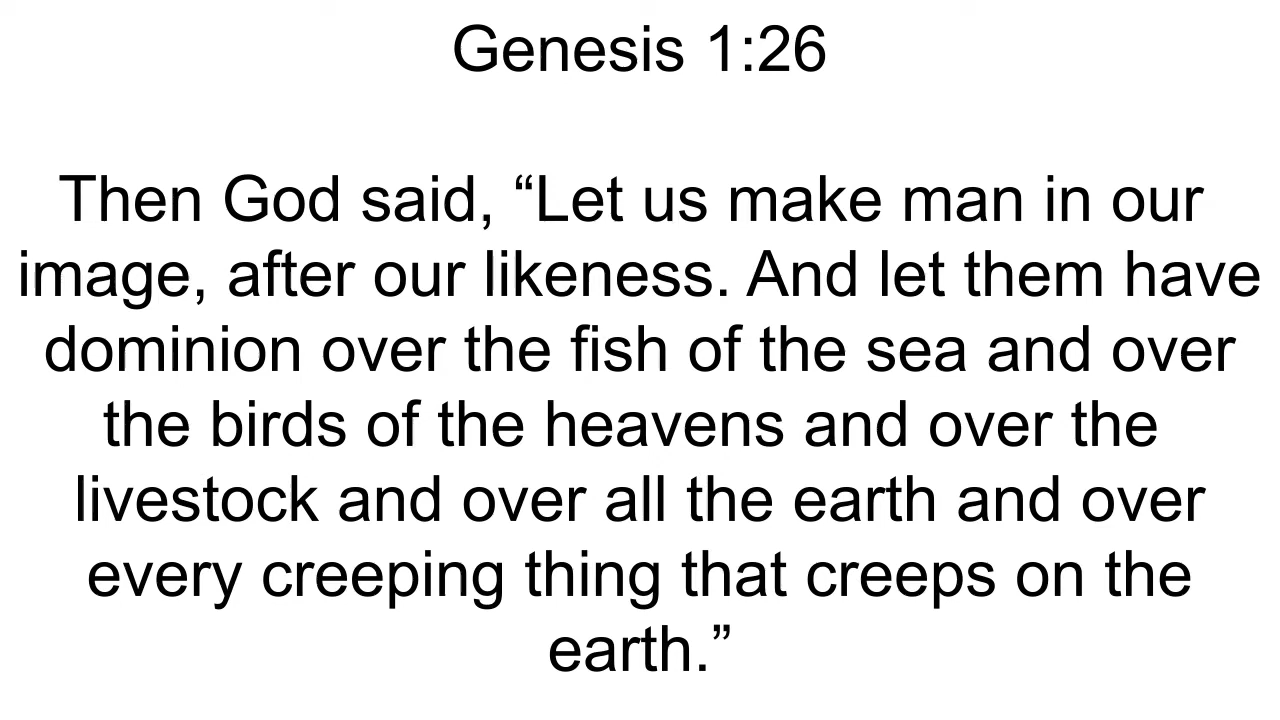 Genesis 1:26
Then God said, “Let us make man in our
image, after our likeness. And let them have
dominion over the fish of the sea and over
the birds of the heavens and over the
livestock and over all the earth and over
every creeping thing that creeps on the
earth.”